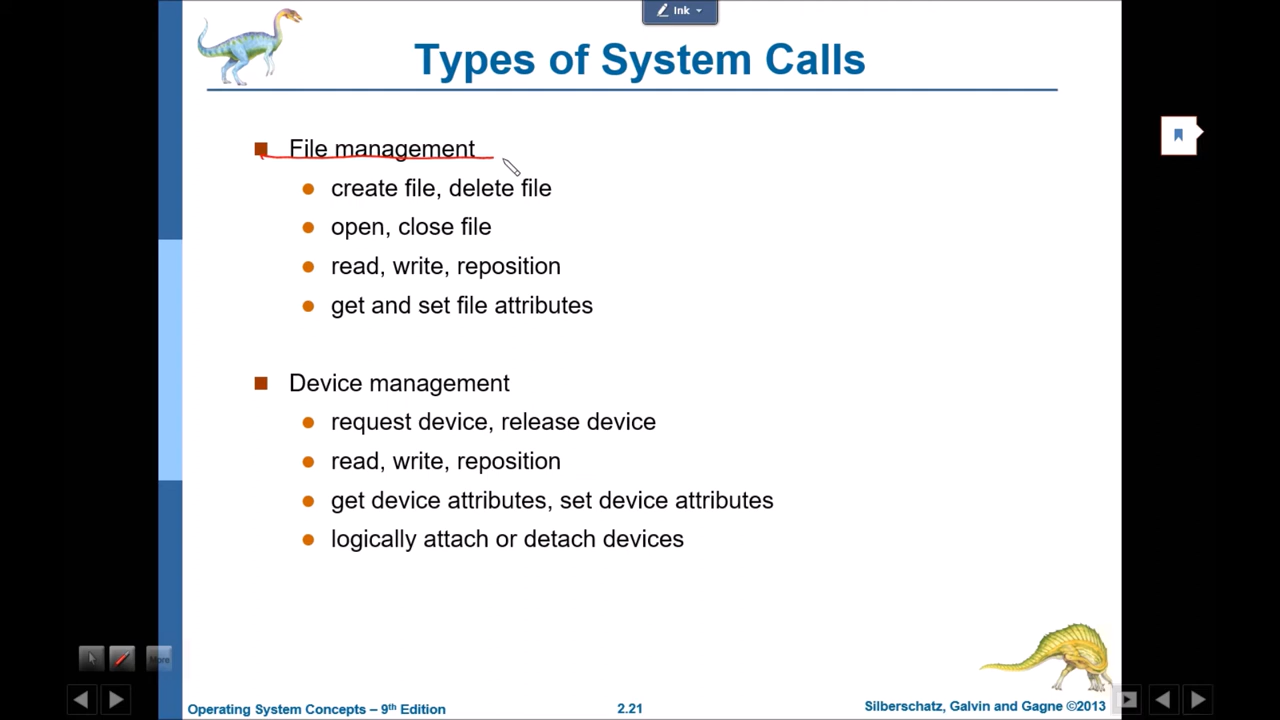 Ink
Types of System Calls
File management
create file, delete file
open, close file
read, write, reposition
get and set file attributes
Device management
request device, release device
read, write, reposition
get device attributes, set device attributes
logically attach or detach devices
More
Operating System Concepts – 9th Edition
2.21
Silberschatz, Galvin and Gagne ©2013